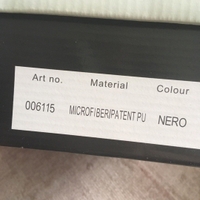 Art no. Material Colour
006115 MICROFIBER/PATENT PU NERO